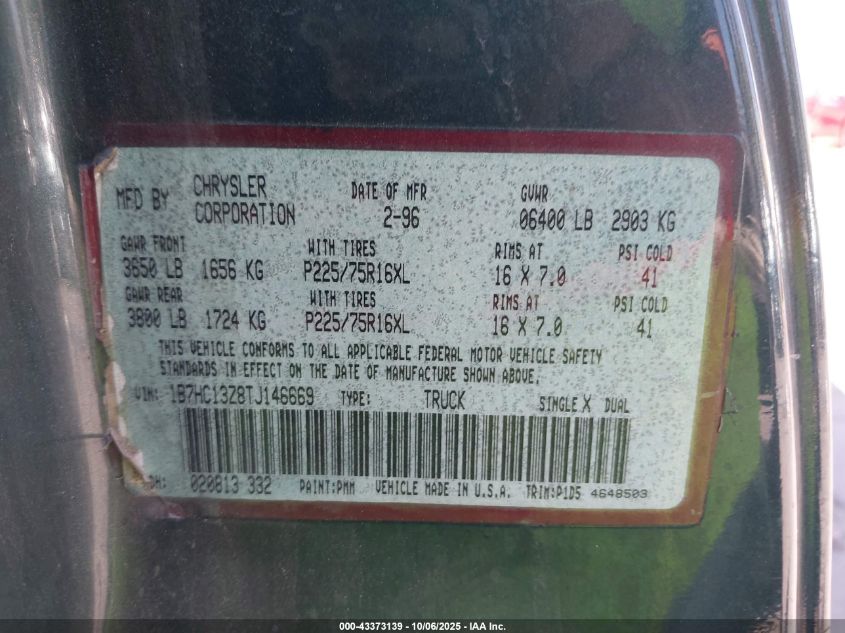 MFD BY CHRYSLER CORPORATION DATE OF MFR 2-96 GVWR 06400 LB 2903 KG
GAWR FRONT WITH TIRES RIMS AT PSI COLD
3650 LB 1656 KG P225/75R16XL 16 X 7.0 41
GAWR REAR WITH TIRES RIMS AT PSI COLD
3800 LB 1724 KG P225/75R16XL 16 X 7.0 41
THIS VEHICLE CONFORMS TO ALL APPLICABLE FEDERAL MOTOR VEHICLE SAFETY
STANDARDS IN EFFECT ON THE DATE OF MANUFACTURE SHOWN ABOVE.
VIN: 1B7HC13Z8TJ146669 TYPE: TRUCK SINGLE X DUAL
MDH: 020813 332 PAINT:PMM VEHICLE MADE IN U.S.A. TRIM:P1D5 4648503
000-43373139 - 10/06/2025 - IAA Inc.